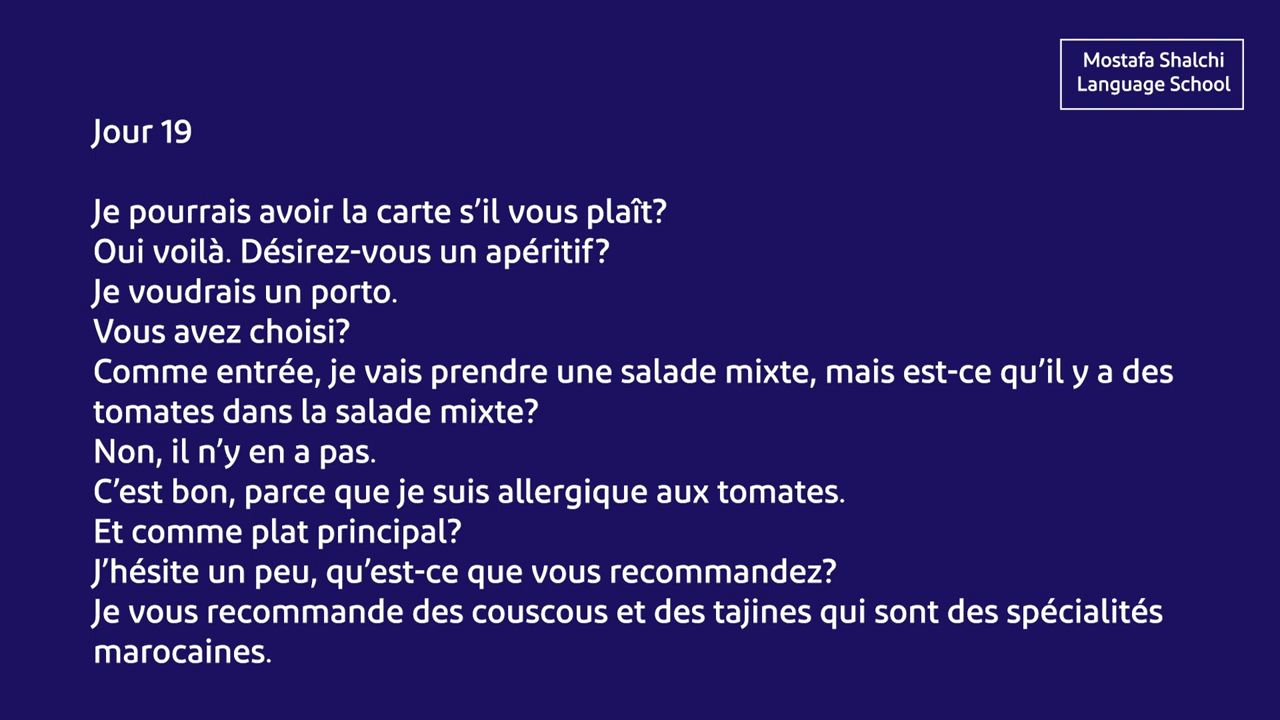 Mostafa Shalchi
Language School
Jour 19
Je pourrais avoir la carte s’il vous plaît?
Oui voilà. Désirez-vous un apéritif?
Je voudrais un porto.
Vous avez choisi?
Comme entrée, je vais prendre une salade mixte, mais est-ce qu’il y a des
tomates dans la salade mixte?
Non, il n’y en a pas.
C’est bon, parce que je suis allergique aux tomates.
Et comme plat principal?
J’hésite un peu, qu’est-ce que vous recommandez?
Je vous recommande des couscous et des tajines qui sont des spécialités
marocaines.